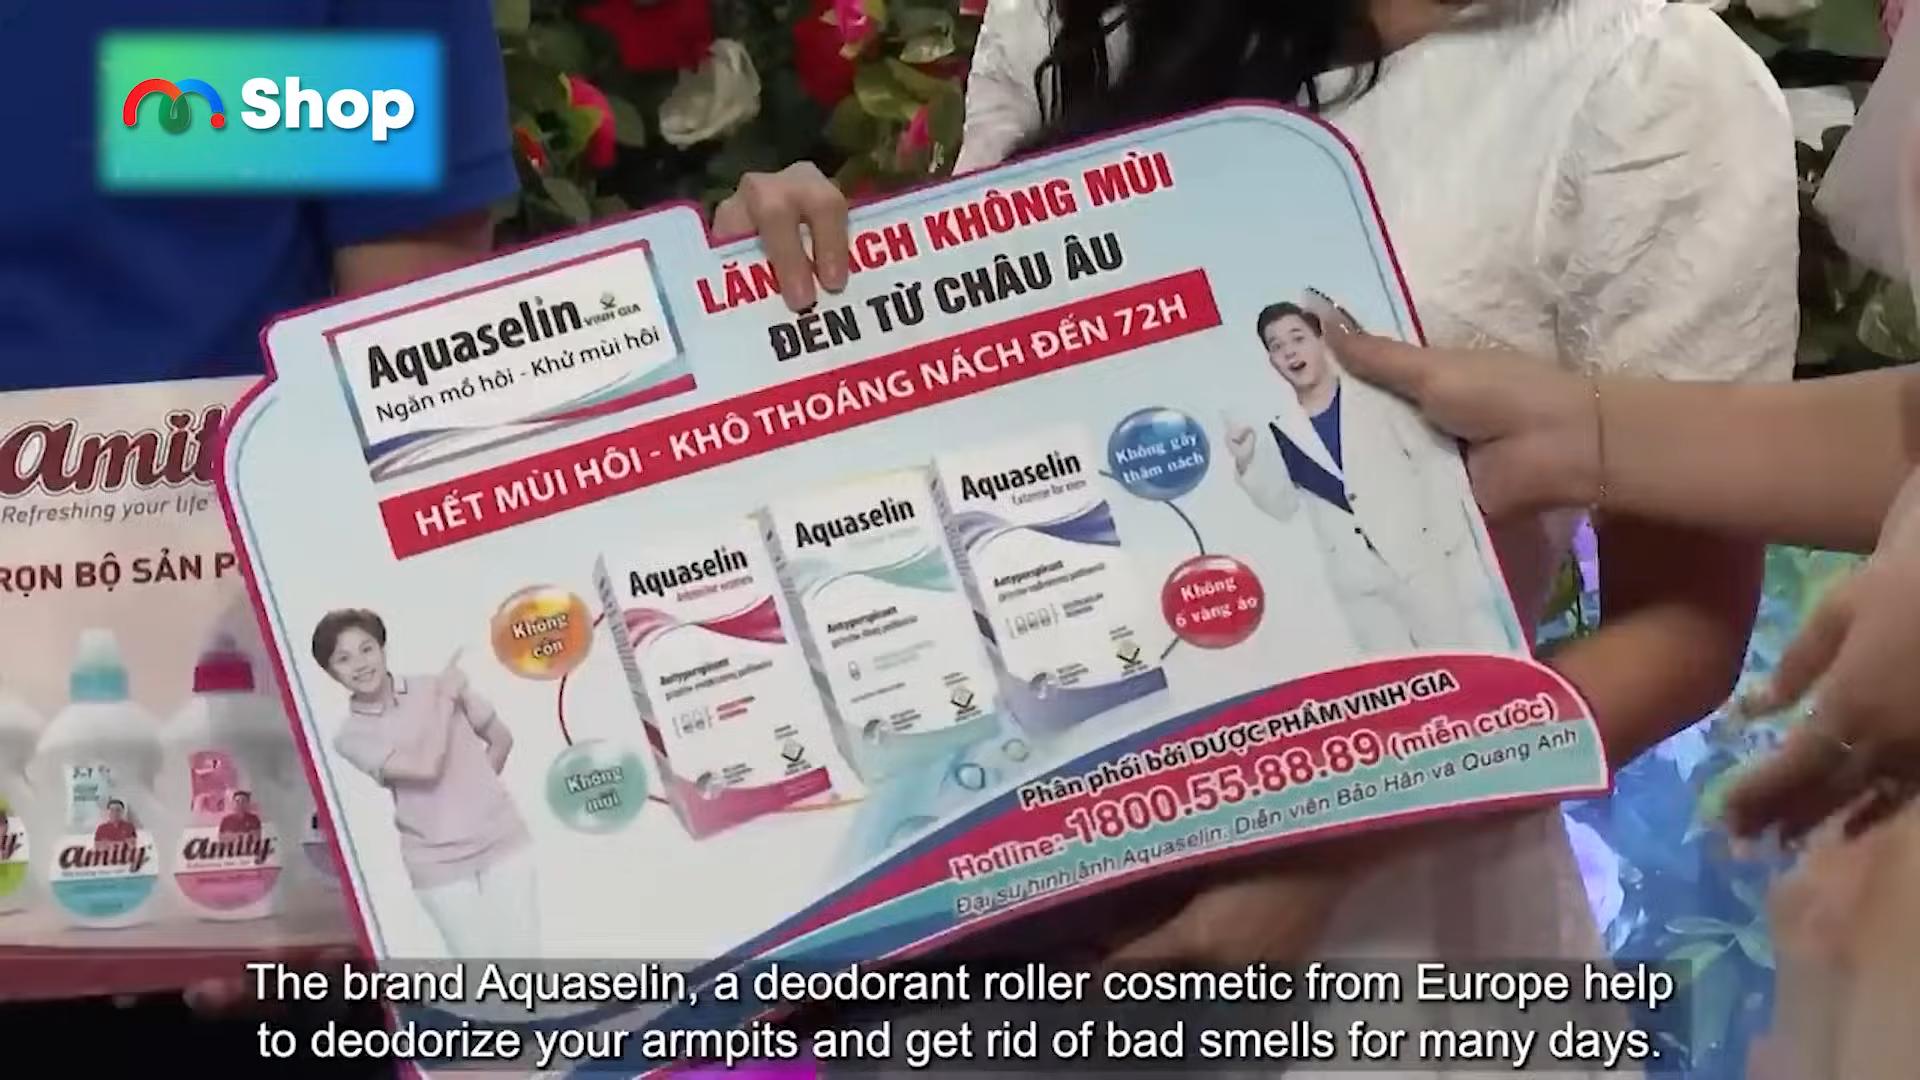 Shop
LĂN NÁCH KHÔNG MÙI
ĐẾN TỪ CHÂU ÂU
Aquaselin
VINH GIA
Ngăn mồ hôi - Khử mùi hôi
HẾT MÙI HÔI - KHÔ THOÁNG NÁCH ĐẾN 72H
amit
Refreshing your life
RỌN BỘ SẢN P
Aquaselin
Aquaselin
Aquaselin
Extreme for men
Antyperspirant
Antyperspirant
Antyperspirant
Không gây
thâm nách
Không
ố vàng áo
Không
cồn
Không
mùi
amity
amity
Phân phối bởi DƯỢC PHẨM VINH GIA
Hotline: 1800.55.88.89 (miễn cước)
Đại sứ hình ảnh Aquaselin: Diễn viên Bảo Hân và Quang Anh
The brand Aquaselin, a deodorant roller cosmetic from Europe help
to deodorize your armpits and get rid of bad smells for many days.